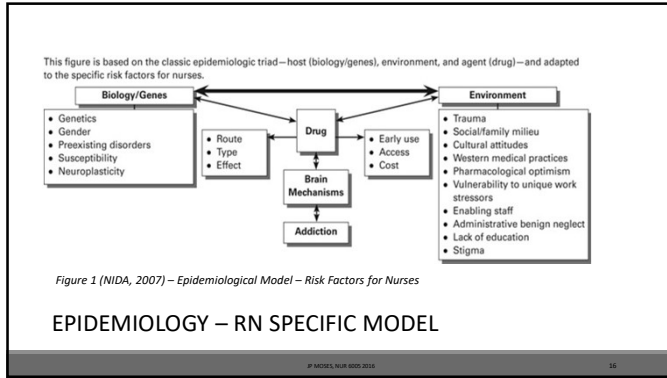 This figure is based on the classic epidemiologic triad—host (biology/genes), environment, and agent (drug)—and adapted
to the specific risk factors for nurses.
Biology/Genes
• Genetics
• Gender
• Preexisting disorders
• Susceptibility
• Neuroplasticity
• Route
• Type
• Effect
Drug
Brain
Mechanisms
Addiction
• Early use
• Access
• Cost
Environment
• Trauma
• Social/family milieu
• Cultural attitudes
• Western medical practices
• Pharmacological optimism
• Vulnerability to unique work
stressors
• Enabling staff
• Administrative benign neglect
• Lack of education
• Stigma
Figure 1 (NIDA, 2007) – Epidemiological Model – Risk Factors for Nurses
EPIDEMIOLOGY – RN SPECIFIC MODEL
JP MOSES, NUR 6005 2016
16